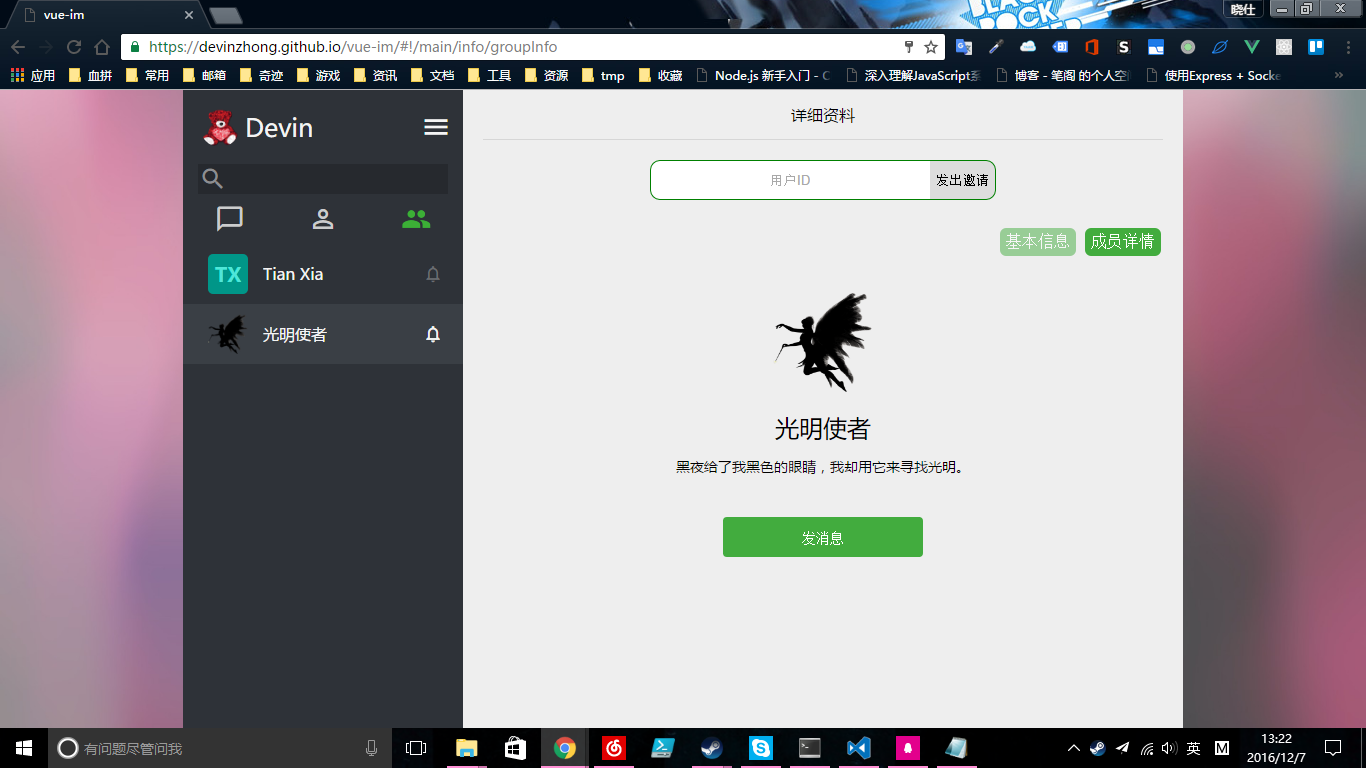 vue-im
晓仕
BLACK
ROCK
https://devinzhong.github.io/vue-im/#!/main/info/groupInfo
应用 血拼 常用 邮箱 奇迹 游戏 资讯 文档 工具 资源 tmp 收藏 Node.js 新手入门 - 深入理解JavaScript 博客 - 笔阁 的个人空 使用Express + Socke
Devin
详细资料
用户ID 发出邀请
基本信息 成员详情
TX Tian Xia
光明使者
光明使者
黑夜给了我黑色的眼睛，我却用它来寻找光明。
发消息
有问题尽管问我
英 M
13:22
2016/12/7